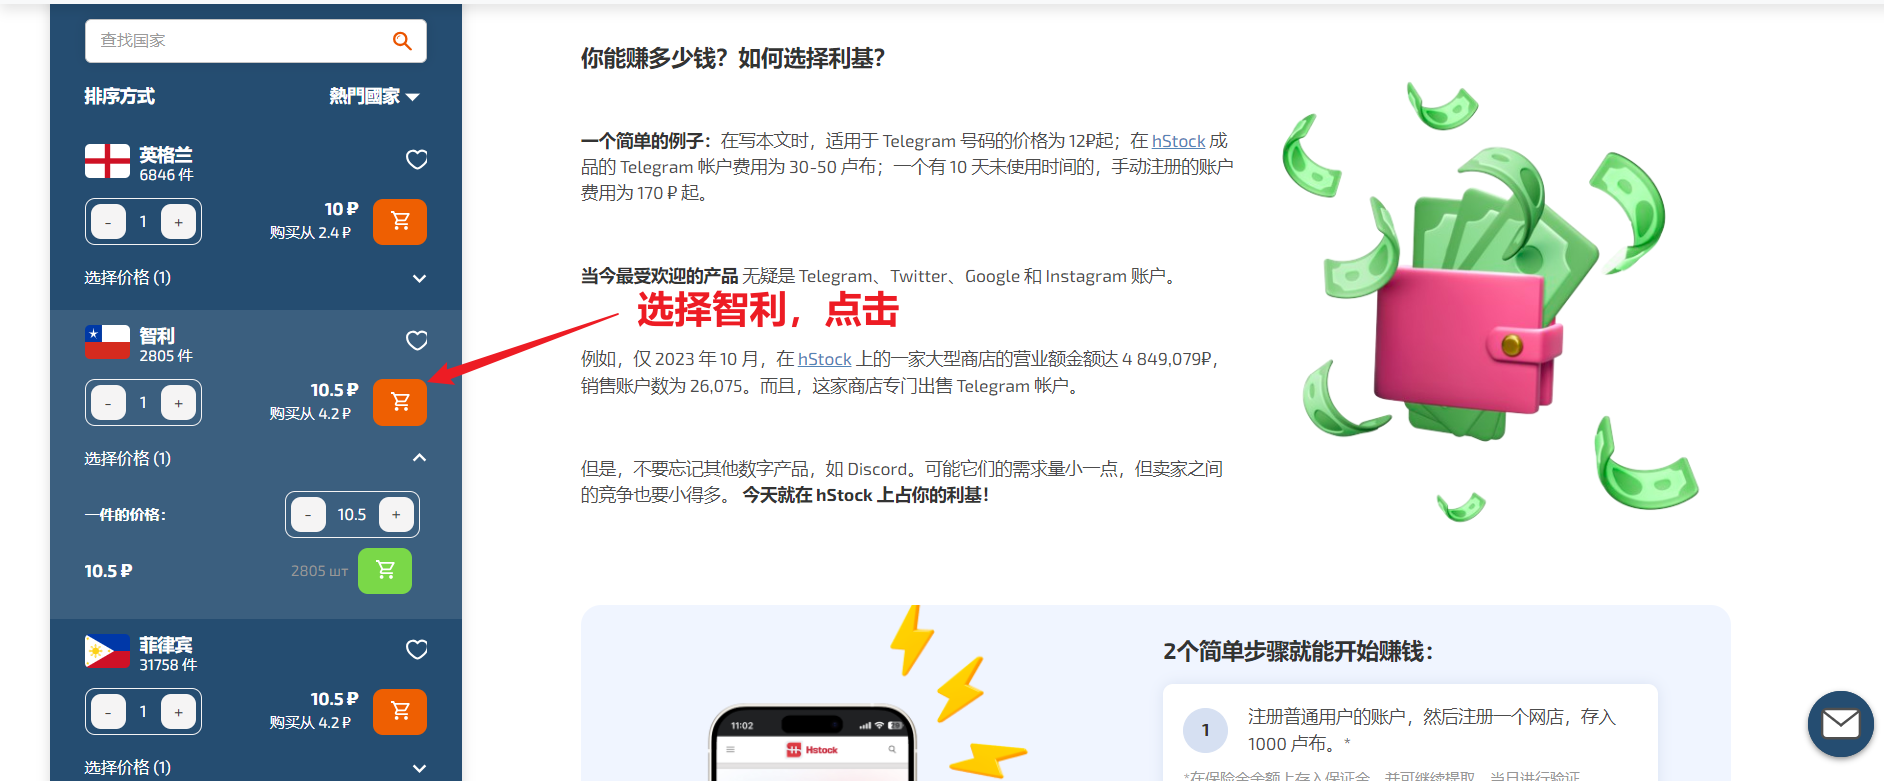 查找国家
排序方式
熱門國家
英格兰
6846 件
- 1 +
10 ₽
购买从 2.4 ₽
选择价格 (1)
智利
2805 件
- 1 +
10.5 ₽
购买从 4.2 ₽
选择价格 (1)
一件的价格：
- 10.5 +
10.5 ₽
2805 шт
菲律宾
31758 件
- 1 +
10.5 ₽
购买从 4.2 ₽
选择价格 (1)
你能赚多少钱？如何选择利基？
一个简单的例子：在写本文时，适用于 Telegram 号码的价格为 12₽起；在 hStock 成
品的 Telegram 帐户费用为 30-50 卢布；一个有 10 天未使用时间的，手动注册的账户
费用为 170 ₽ 起。
当今最受欢迎的产品 无疑是 Telegram、Twitter、Google 和 Instagram 账户。
选择智利，点击
例如，仅 2023 年 10 月，在 hStock 上的一家大型商店的营业额金额达 4 849,079₽，
销售账户数为 26,075。而且，这家商店专门出售 Telegram 帐户。
但是，不要忘记其他数字产品，如 Discord。可能它们的需求量小一点，但卖家之间
的竞争也要小得多。 今天就在 hStock 上占你的利基！
11:02
Hstock
2个简单步骤就能开始赚钱：
1
注册普通用户的账户，然后注册一个网店，存入
1000 卢布。*
*在保险金余额上存入保证金，并可继续提取，当日进行验证